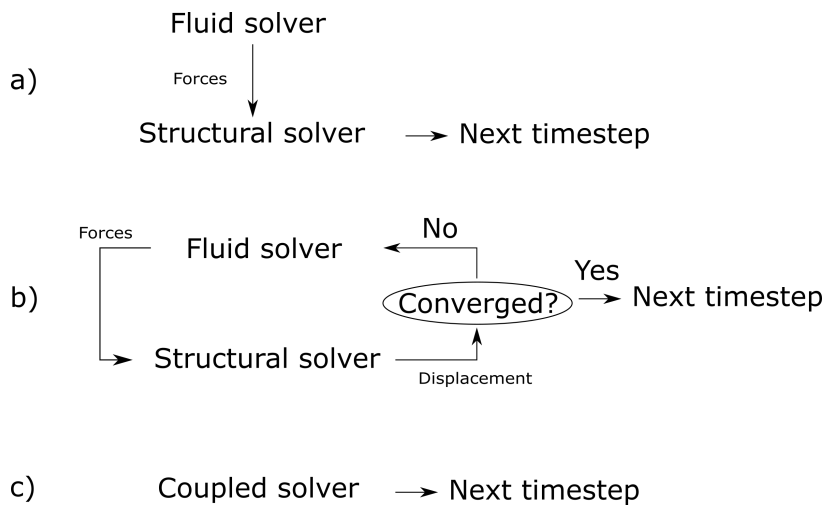 Fluid solver
a)
Forces
Structural solver
Next timestep
Forces
Fluid solver
No
b)
Converged?
Yes
Next timestep
Structural solver
Displacement
c)
Coupled solver
Next timestep